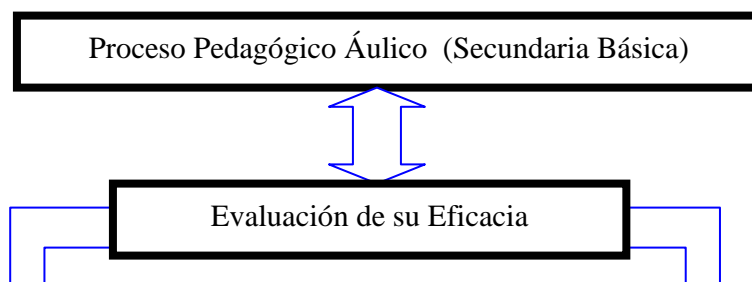 Proceso Pedagógico Áulico (Secundaria Básica)
Evaluación de su Eficacia